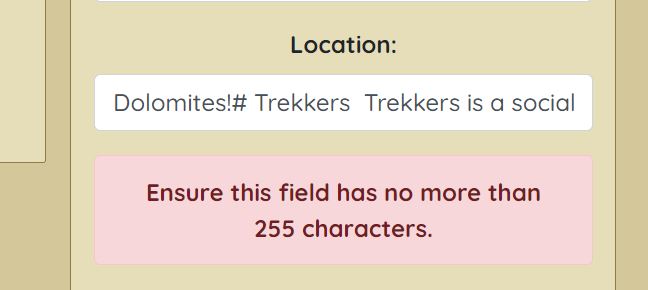 Location:
Dolomites!# Trekkers  Trekkers is a social
Ensure this field has no more than
255 characters.